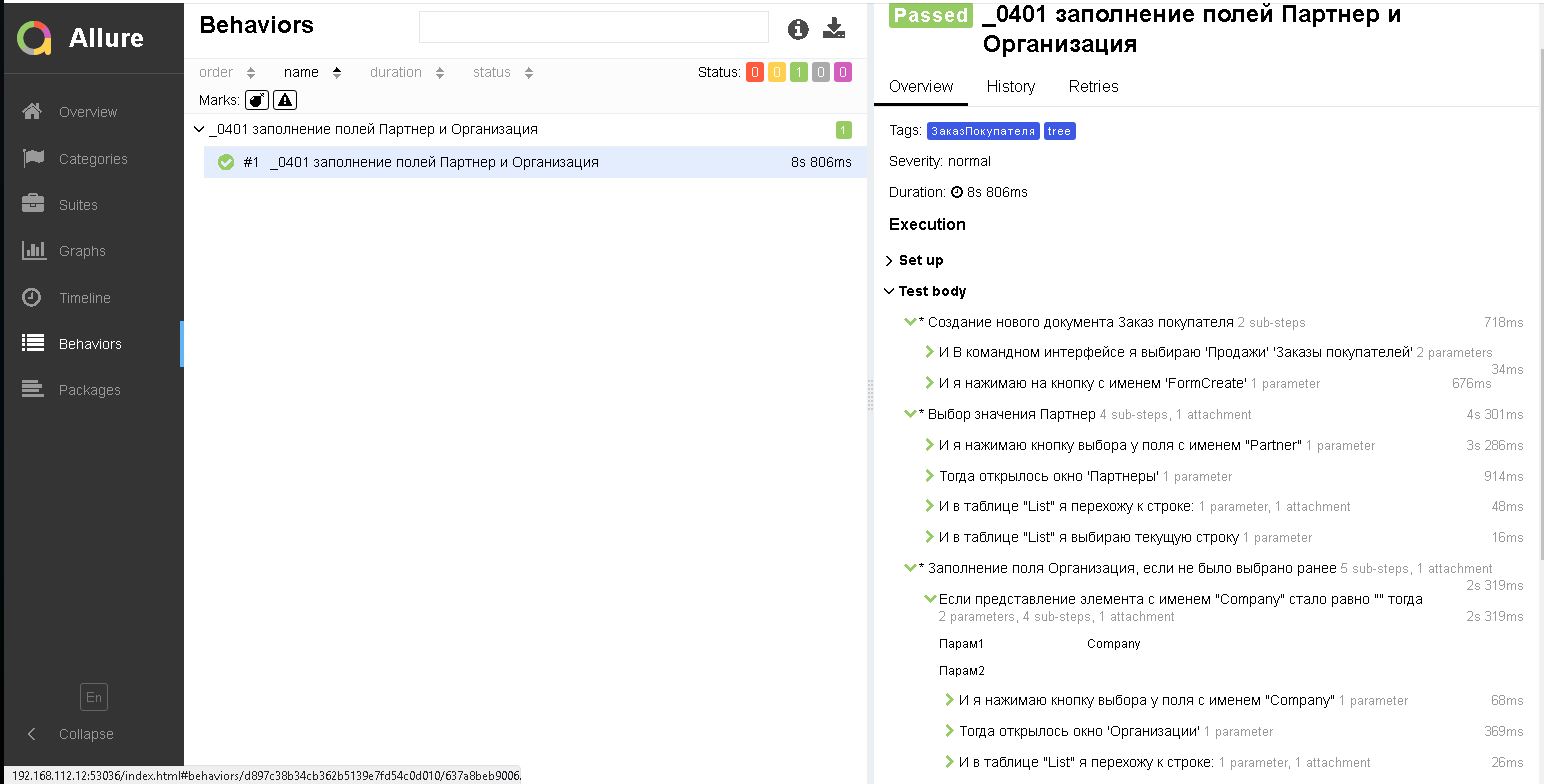 Allure
Overview
Categories
Suites
Graphs
Timeline
Behaviors
Packages
En
Collapse
Behaviors
order name duration status Status: 0 0 1 0 0
Marks:
_0401 заполнение полей Партнер и Организация 1
#1 _0401 заполнение полей Партнер и Организация 8s 806ms
Passed _0401 заполнение полей Партнер и
Организация
Overview History Retries
Tags: ЗаказПокупателя tree
Severity: normal
Duration: 8s 806ms
Execution
Set up
Test body
* Создание нового документа Заказ покупателя 2 sub-steps 718ms
И В командном интерфейсе я выбираю 'Продажи' 'Заказы покупателей' 2 parameters
34ms
И я нажимаю на кнопку с именем 'FormCreate' 1 parameter 676ms
* Выбор значения Партнер 4 sub-steps, 1 attachment 4s 301ms
И я нажимаю кнопку выбора у поля с именем "Partner" 1 parameter 3s 286ms
Тогда открылось окно 'Партнеры' 1 parameter 914ms
И в таблице "List" я перехожу к строке: 1 parameter, 1 attachment 48ms
И в таблице "List" я выбираю текущую строку 1 parameter 16ms
* Заполнение поля Организация, если не было выбрано ранее 5 sub-steps, 1 attachment
2s 319ms
Если представление элемента с именем "Company" стало равно "" тогда
2 parameters, 4 sub-steps, 1 attachment 2s 319ms
Парам1 Company
Парам2
И я нажимаю кнопку выбора у поля с именем "Company" 1 parameter 68ms
Тогда открылось окно 'Организации' 1 parameter 369ms
И в таблице "List" я перехожу к строке: 1 parameter, 1 attachment 26ms
192.168.112.12:53036/index.html#behaviors/d897c38b34cb362b5139e7fd54c0d010/637a8beb9006.